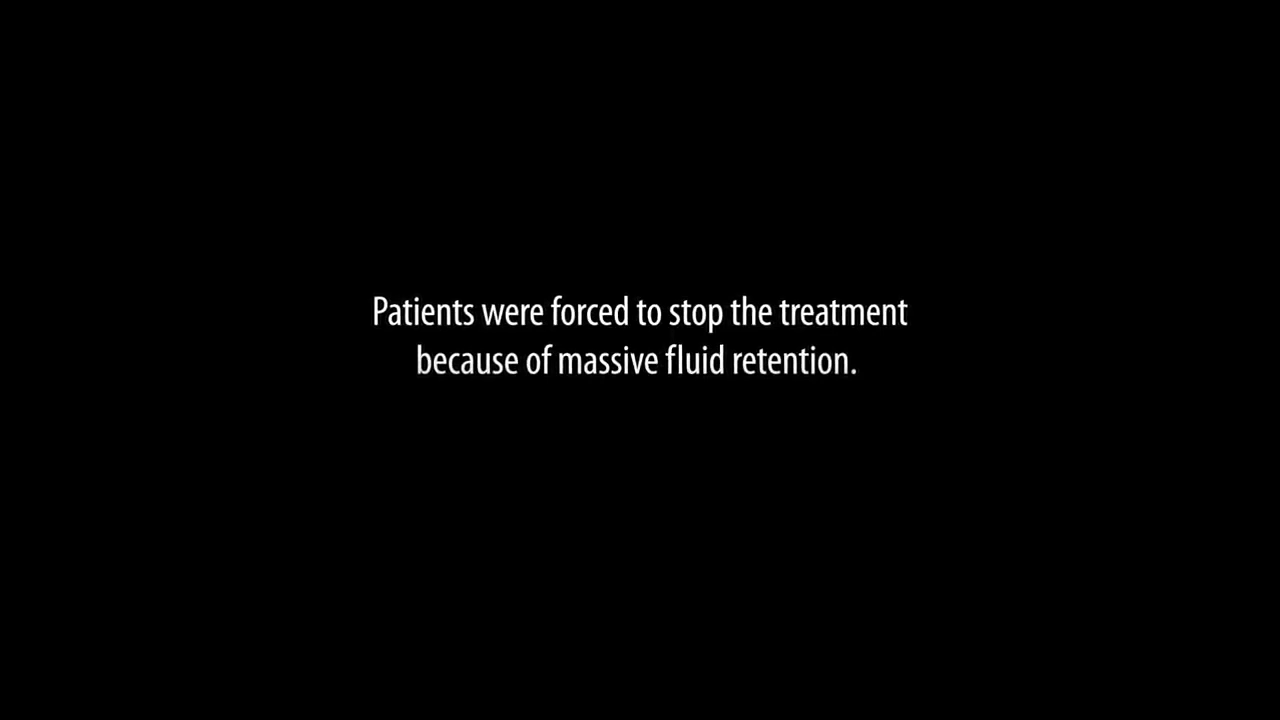 Patients were forced to stop the treatment
because of massive fluid retention.